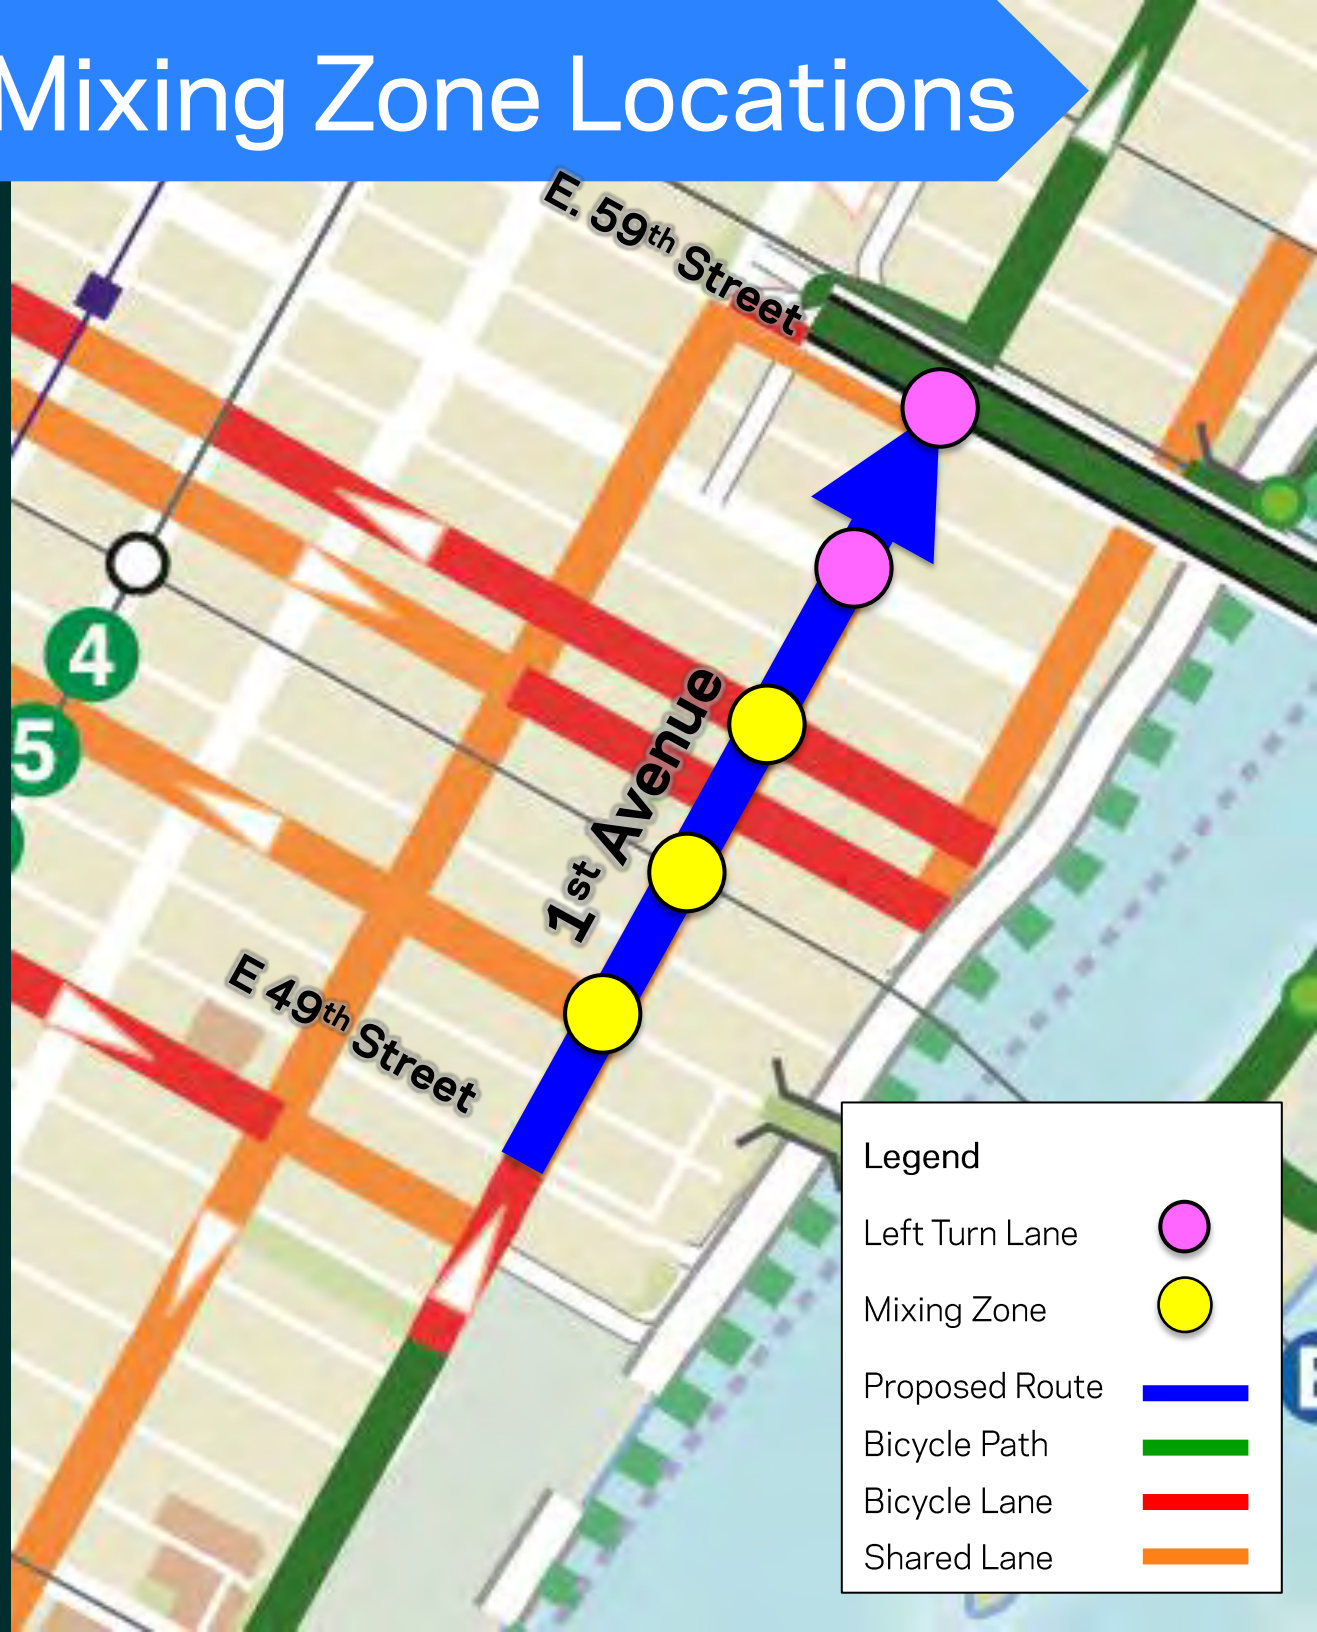 Mixing Zone Locations
E. 59th Street
4
5
1st Avenue
E 49th Street
Legend
Left Turn Lane
Mixing Zone
Proposed Route
Bicycle Path
Bicycle Lane
Shared Lane